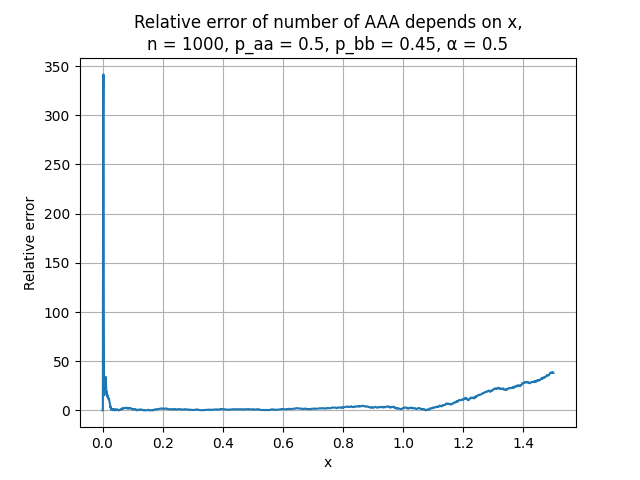 Relative error of number of AAA depends on x,
n = 1000, p_aa = 0.5, p_bb = 0.45, α = 0.5
350
300
250
200
150
100
50
0
Relative error
0.0 0.2 0.4 0.6 0.8 1.0 1.2 1.4
x